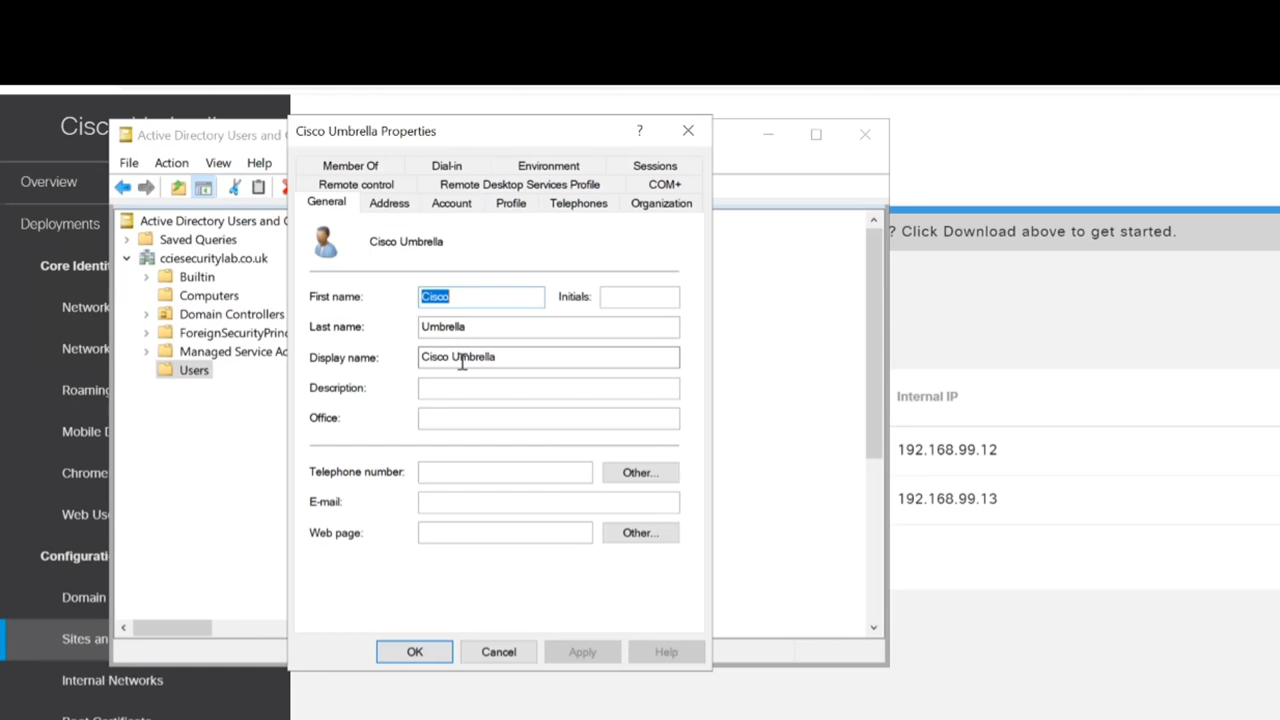 Cisc
Overview
Deployments
Core Identi
Network
Network
Roaming
Mobile D
Chrome
Web Use
Configurati
Domain
Sites an
Internal Networks
Active Directory Users and C
File Action View Help
Active Directory Users and C
Saved Queries
cciesecuritylab.co.uk
Builtin
Computers
Domain Controllers
ForeignSecurityPrinc
Managed Service Ac
Users
Cisco Umbrella Properties
?
Member Of Dial-in Environment Sessions
Remote control Remote Desktop Services Profile COM+
General Address Account Profile Telephones Organization
Cisco Umbrella
First name: Cisco Initials:
Last name: Umbrella
Display name: Cisco Umbrella
Description:
Office:
Telephone number: Other...
E-mail:
Web page: Other...
OK Cancel Apply Help
? Click Download above to get started.
Internal IP
192.168.99.12
192.168.99.13